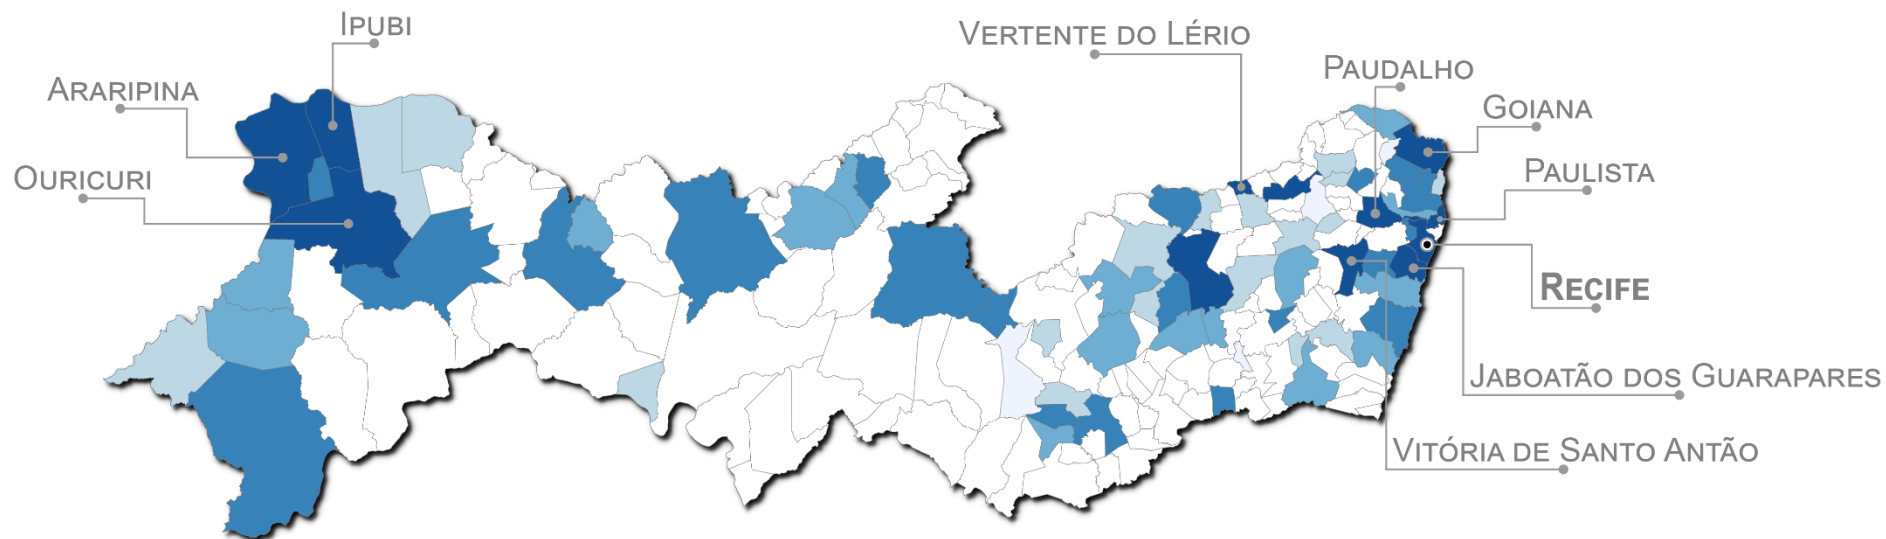 Ipubi
Vertente do Lério
Paudalho
Araripina
Goiana
Ouricuri
Paulista
Recife
Jaboatão dos Guarapares
Vitória de Santo Antão